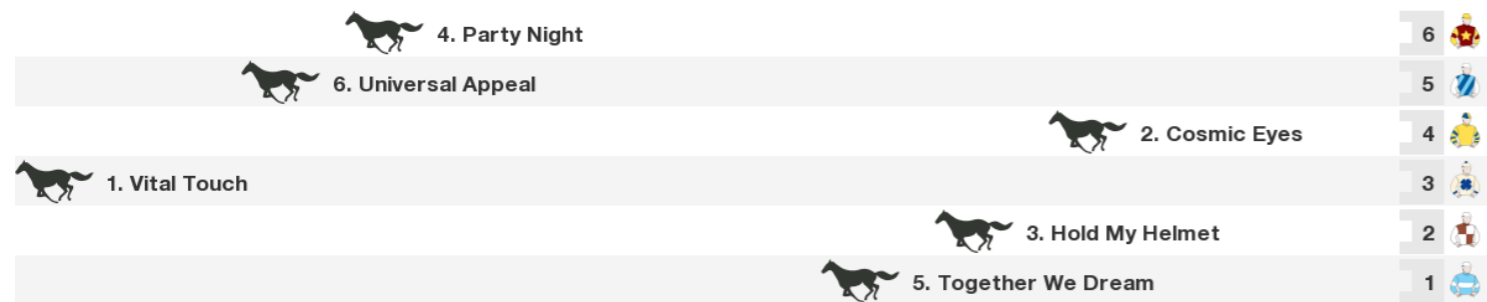 4. Party Night 6
6. Universal Appeal 5
2. Cosmic Eyes 4
1. Vital Touch 3
3. Hold My Helmet 2
5. Together We Dream 1